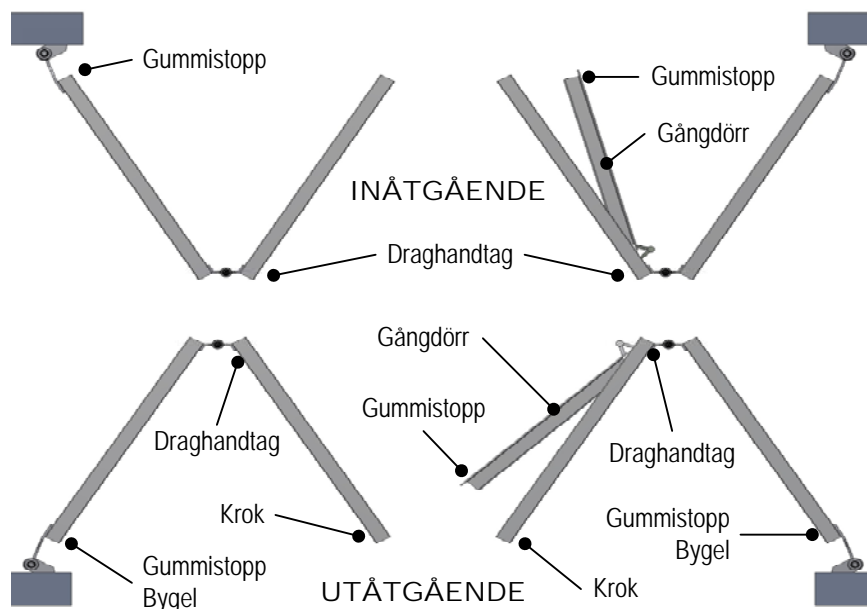 Gummistopp
Gummistopp
Gångdörr
INÅTGÅENDE
Draghandtag
Gångdörr
Gummistopp
Draghandtag
Draghandtag
Krok
Gummistopp
Bygel
Gummistopp
Bygel
Krok
UTÅTGÅENDE